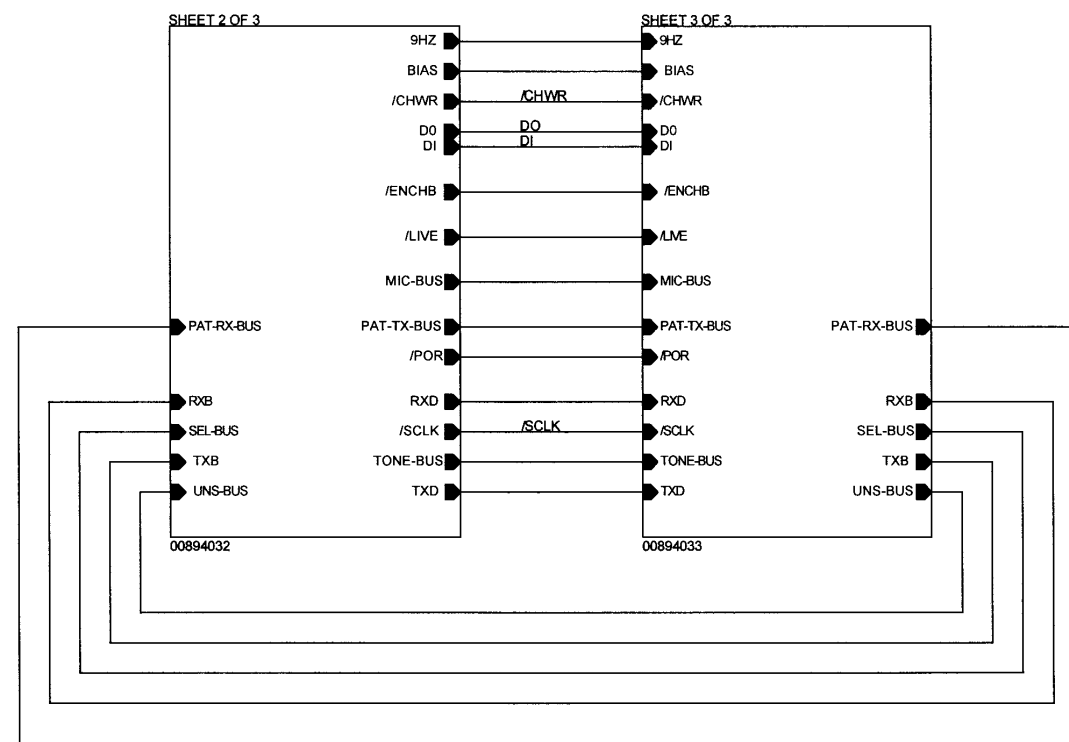 SHEET 2 OF 3
SHEET 3 OF 3
9HZ
9HZ
BIAS
BIAS
/CHWR
/CHWR
/CHWR
D0
DO
D0
DI
DI
DI
/ENCHB
/ENCHB
/LIVE
/LIVE
MIC-BUS
MIC-BUS
PAT-RX-BUS
PAT-TX-BUS
PAT-TX-BUS
PAT-RX-BUS
/POR
/POR
RXB
RXD
RXD
RXB
SEL-BUS
/SCLK
/SCLK
/SCLK
SEL-BUS
TXB
TONE-BUS
TONE-BUS
TXB
UNS-BUS
TXD
TXD
UNS-BUS
00894032
00894033